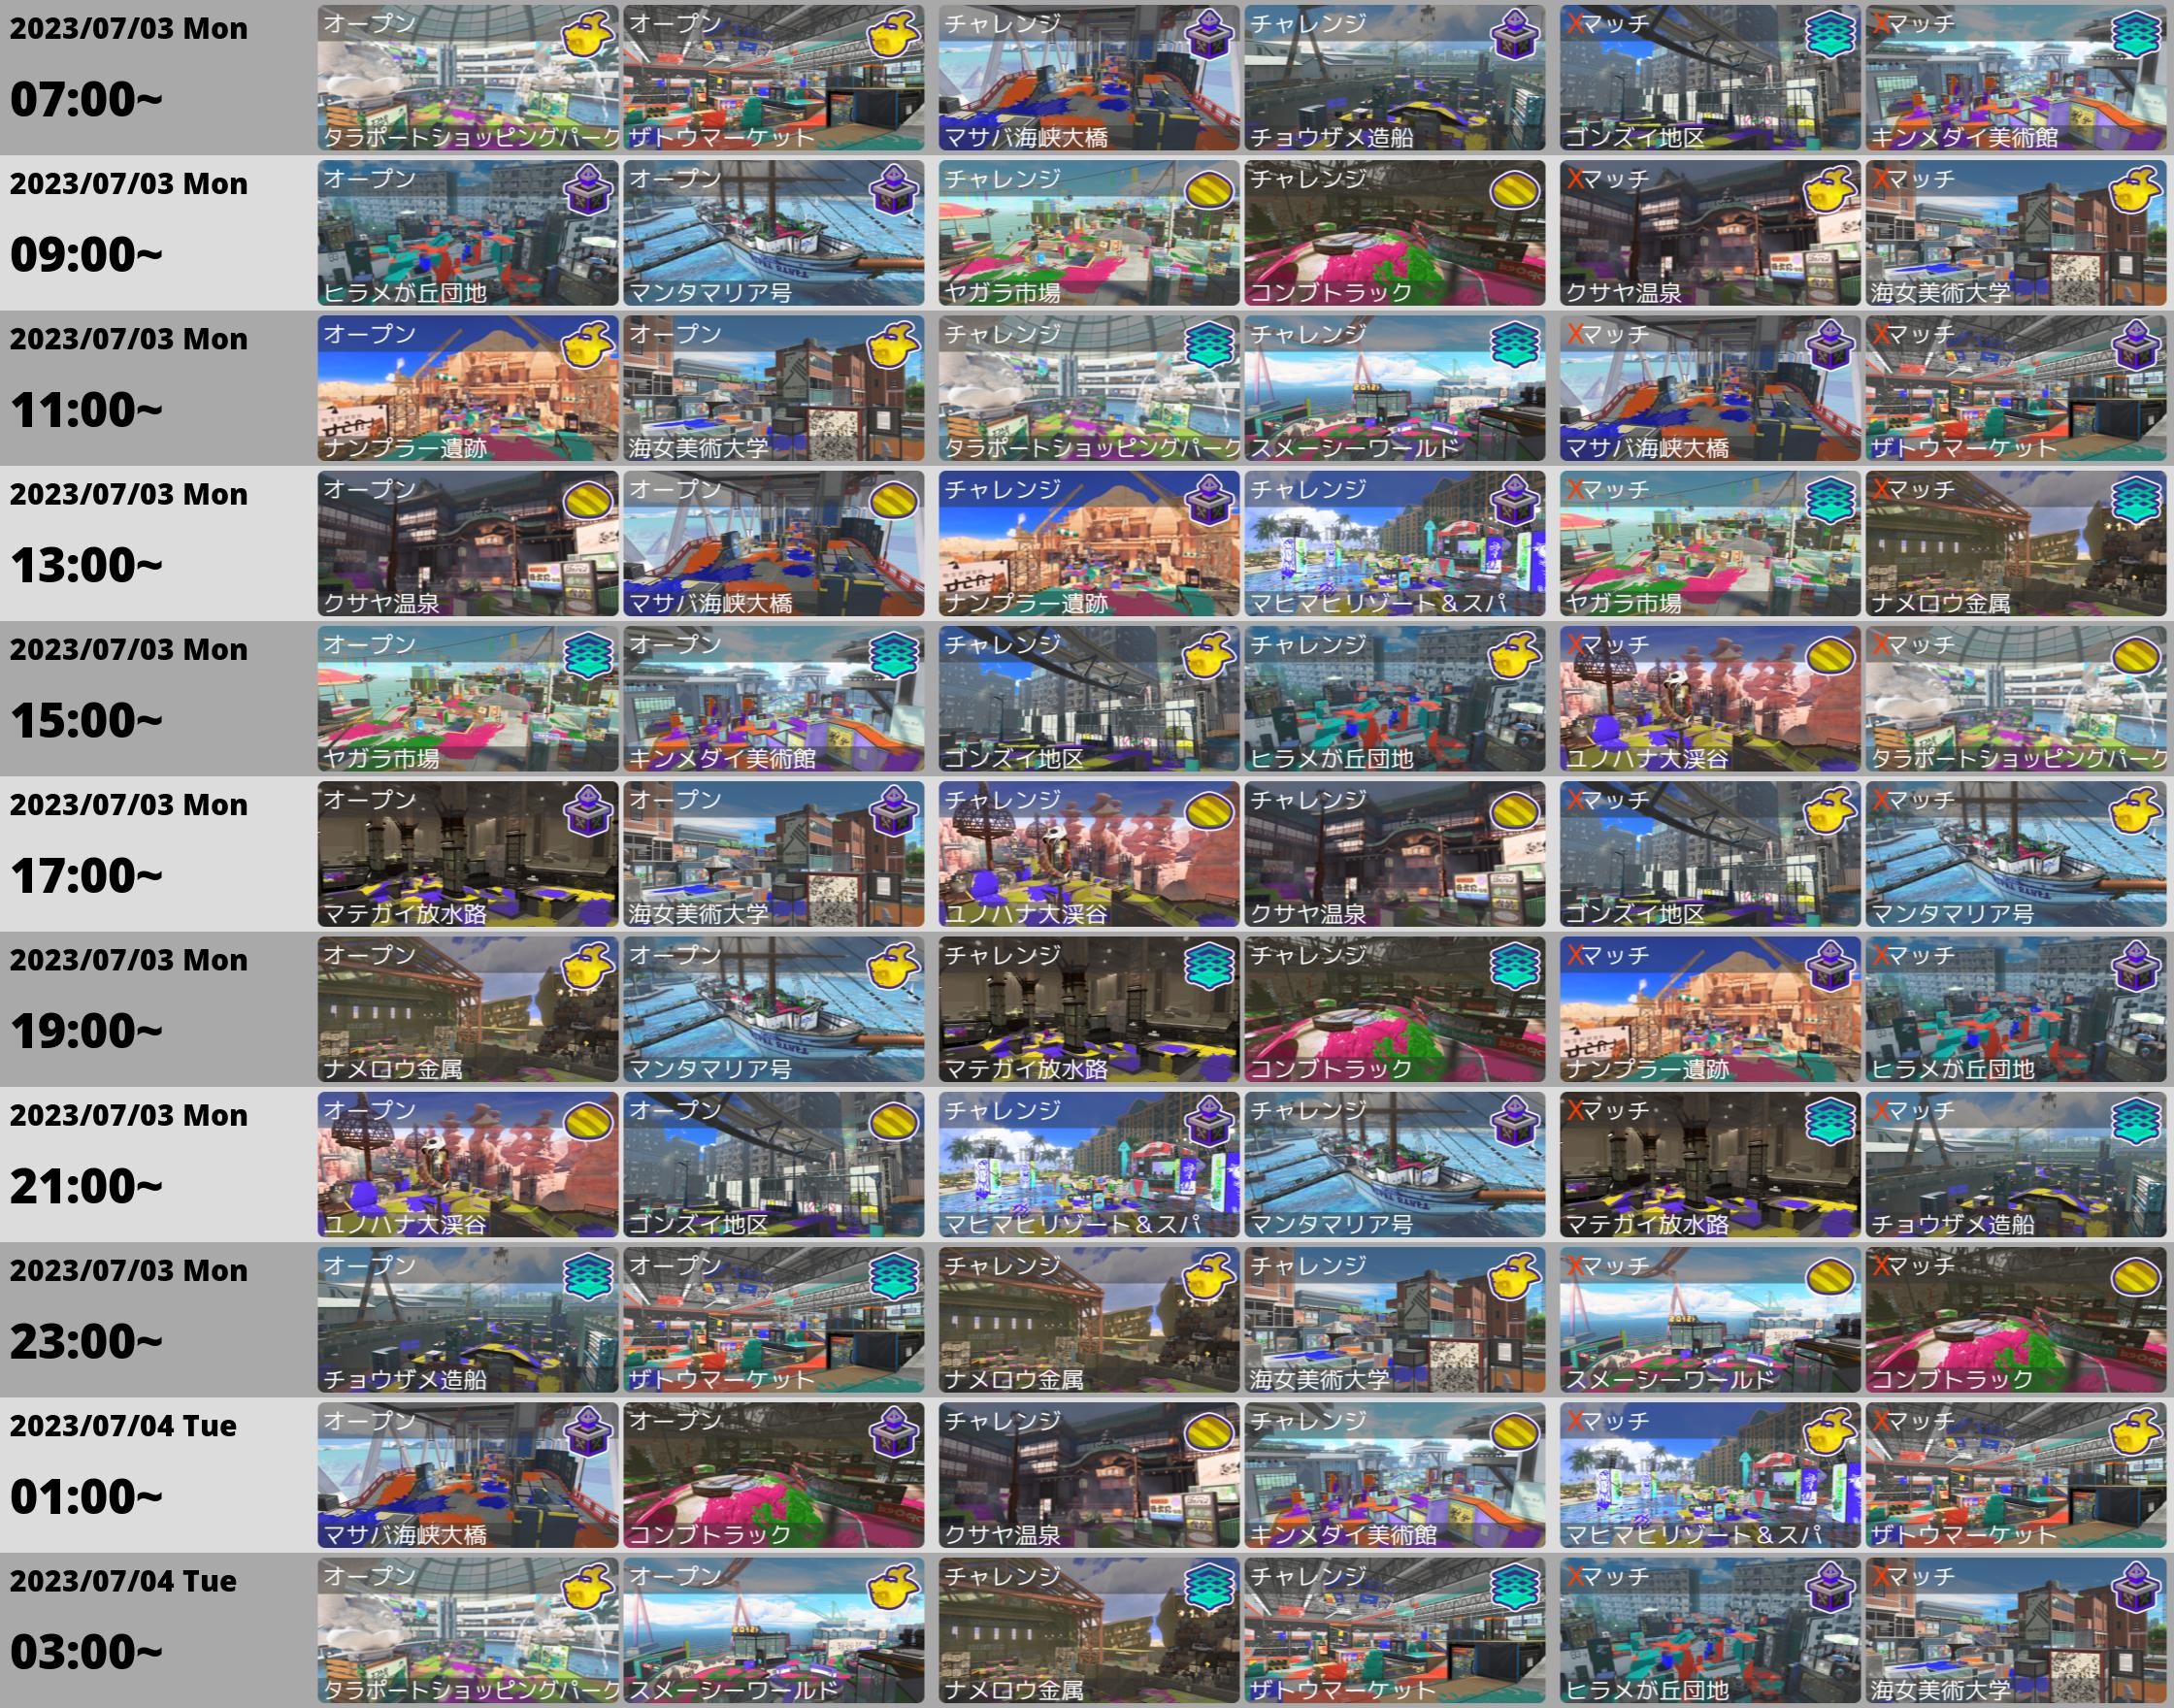 2023/07/03 Mon
07:00~
オープン
タラポートショッピングパーク
オープン
ザトウマーケット
チャレンジ
マサバ海峡大橋
チャレンジ
チョウザメ造船
Xマッチ
ゴンズイ地区
Xマッチ
キンメダイ美術館
2023/07/03 Mon
09:00~
オープン
ヒラメが丘団地
オープン
マンタマリア号
チャレンジ
ヤガラ市場
チャレンジ
コンブトラック
Xマッチ
クサヤ温泉
Xマッチ
海女美術大学
2023/07/03 Mon
11:00~
オープン
ナンプラー遺跡
オープン
海女美術大学
チャレンジ
タラポートショッピングパーク
チャレンジ
スメーシーワールド
Xマッチ
マサバ海峡大橋
Xマッチ
ザトウマーケット
2023/07/03 Mon
13:00~
オープン
クサヤ温泉
オープン
マサバ海峡大橋
チャレンジ
ナンプラー遺跡
チャレンジ
マヒマヒリゾート&スパ
Xマッチ
ヤガラ市場
Xマッチ
ナメロウ金属
2023/07/03 Mon
15:00~
オープン
ヤガラ市場
オープン
キンメダイ美術館
チャレンジ
ゴンズイ地区
チャレンジ
ヒラメが丘団地
Xマッチ
ユノハナ大渓谷
Xマッチ
タラポートショッピングパーク
2023/07/03 Mon
17:00~
オープン
マテガイ放水路
オープン
海女美術大学
チャレンジ
ユノハナ大渓谷
チャレンジ
クサヤ温泉
Xマッチ
ゴンズイ地区
Xマッチ
マンタマリア号
2023/07/03 Mon
19:00~
オープン
ナメロウ金属
オープン
マンタマリア号
チャレンジ
マテガイ放水路
チャレンジ
コンブトラック
Xマッチ
ナンプラー遺跡
Xマッチ
ヒラメが丘団地
2023/07/03 Mon
21:00~
オープン
ユノハナ大渓谷
オープン
ゴンズイ地区
チャレンジ
マヒマヒリゾート&スパ
チャレンジ
マンタマリア号
Xマッチ
マテガイ放水路
Xマッチ
チョウザメ造船
2023/07/03 Mon
23:00~
オープン
チョウザメ造船
オープン
ザトウマーケット
チャレンジ
ナメロウ金属
チャレンジ
海女美術大学
Xマッチ
スメーシーワールド
Xマッチ
コンブトラック
2023/07/04 Tue
01:00~
オープン
マサバ海峡大橋
オープン
コンブトラック
チャレンジ
クサヤ温泉
チャレンジ
キンメダイ美術館
Xマッチ
マヒマヒリゾート&スパ
Xマッチ
ザトウマーケット
2023/07/04 Tue
03:00~
オープン
タラポートショッピングパーク
オープン
スメーシーワールド
チャレンジ
ナメロウ金属
チャレンジ
ザトウマーケット
Xマッチ
ヒラメが丘団地
Xマッチ
海女美術大学